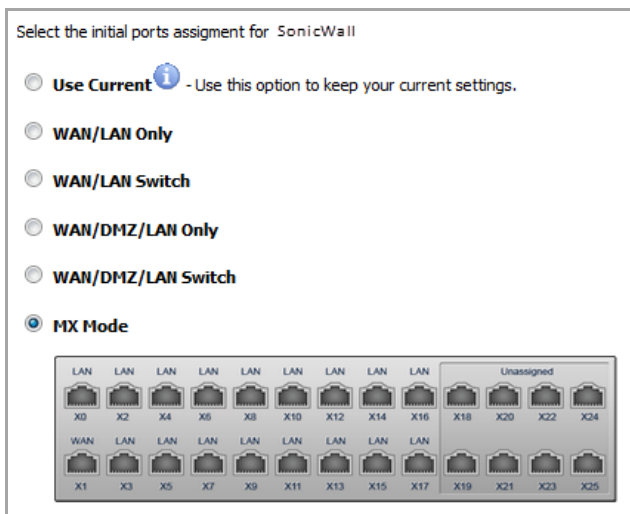 Select the initial ports assigment for SonicWall
Use Current i - Use this option to keep your current settings.
WAN/LAN Only
WAN/LAN Switch
WAN/DMZ/LAN Only
WAN/DMZ/LAN Switch
MX Mode
LAN LAN LAN LAN LAN LAN LAN LAN LAN Unassigned
X0 X2 X4 X6 X8 X10 X12 X14 X16 X18 X20 X22 X24
WAN LAN LAN LAN LAN LAN LAN LAN LAN
X1 X3 X5 X7 X9 X11 X13 X15 X17 X19 X21 X23 X25